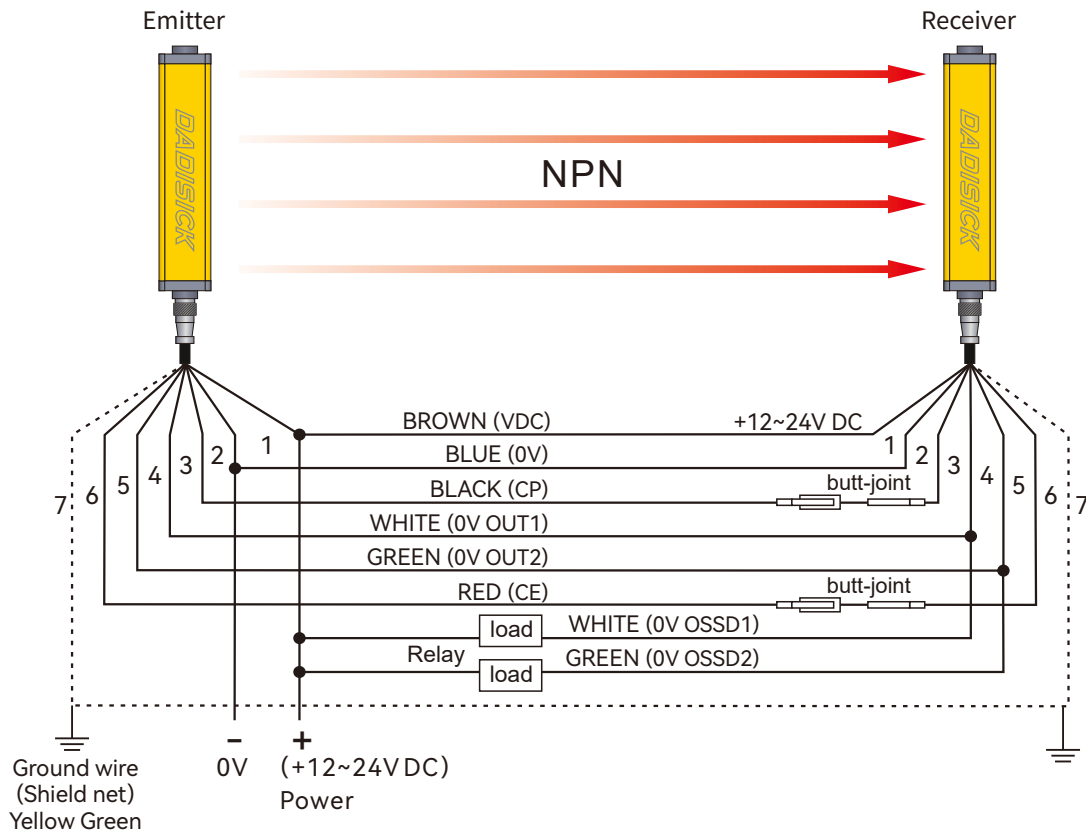 Emitter
Receiver
DADISICK
DADISICK
NPN
BROWN (VDC)
+12~24V DC
BLUE (0V)
BLACK (CP)
butt-joint
WHITE (0V OUT1)
GREEN (0V OUT2)
RED (CE)
butt-joint
load
WHITE (0V OSSD1)
Relay
load
GREEN (0V OSSD2)
7
6
5
4
3
2
1
1
2
3
4
5
6
7
-
+
0V
(+12~24V DC)
Power
Ground wire
(Shield net)
Yellow Green